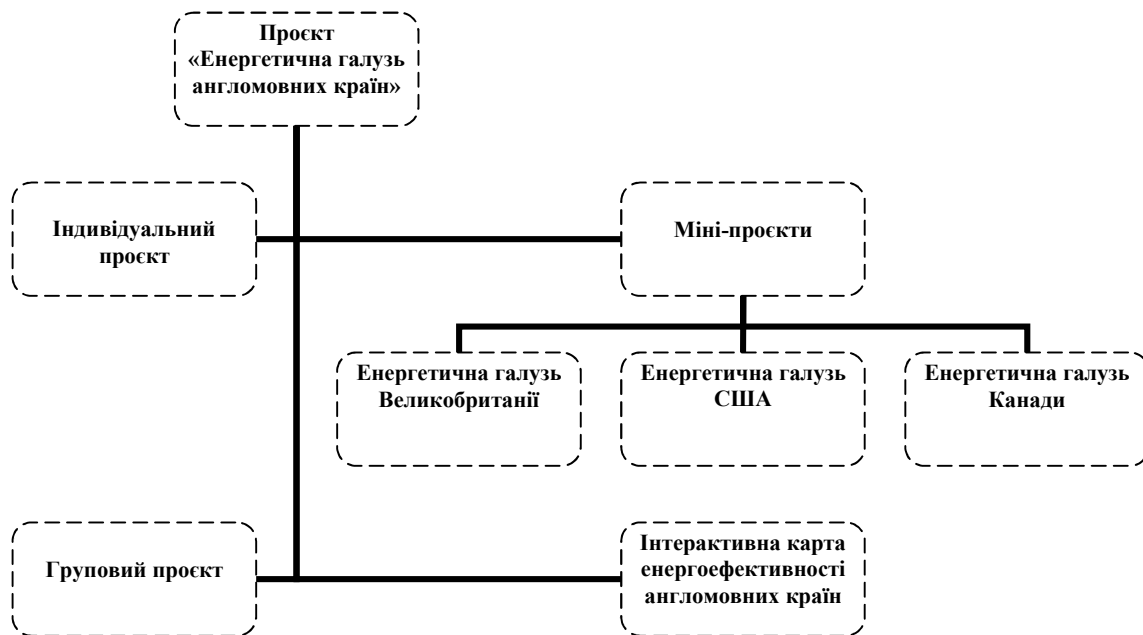 Проєкт
«Енергетична галузь
англомовних країн»
Індивідуальний
проєкт
Міні-проєкти
Енергетична галузь
Великобританії
Енергетична галузь
США
Енергетична галузь
Канади
Груповий проєкт
Інтерактивна карта
енергоефективності
англомовних країн